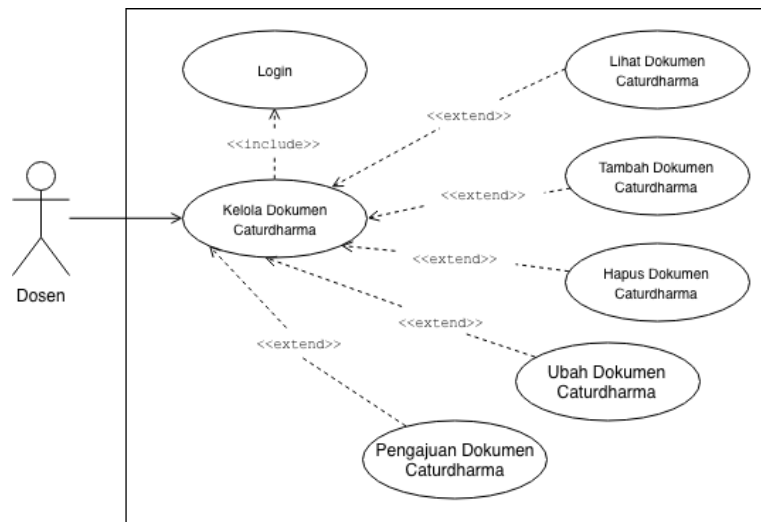 Login
Lihat Dokumen
Caturdharma
<<extend>>
<<include>>
Tambah Dokumen
Caturdharma
<<extend>>
Kelola Dokumen
Caturdharma
Dosen
<<extend>>
Hapus Dokumen
Caturdharma
<<extend>>
<<extend>>
Ubah Dokumen
Caturdharma
Pengajuan Dokumen
Caturdharma